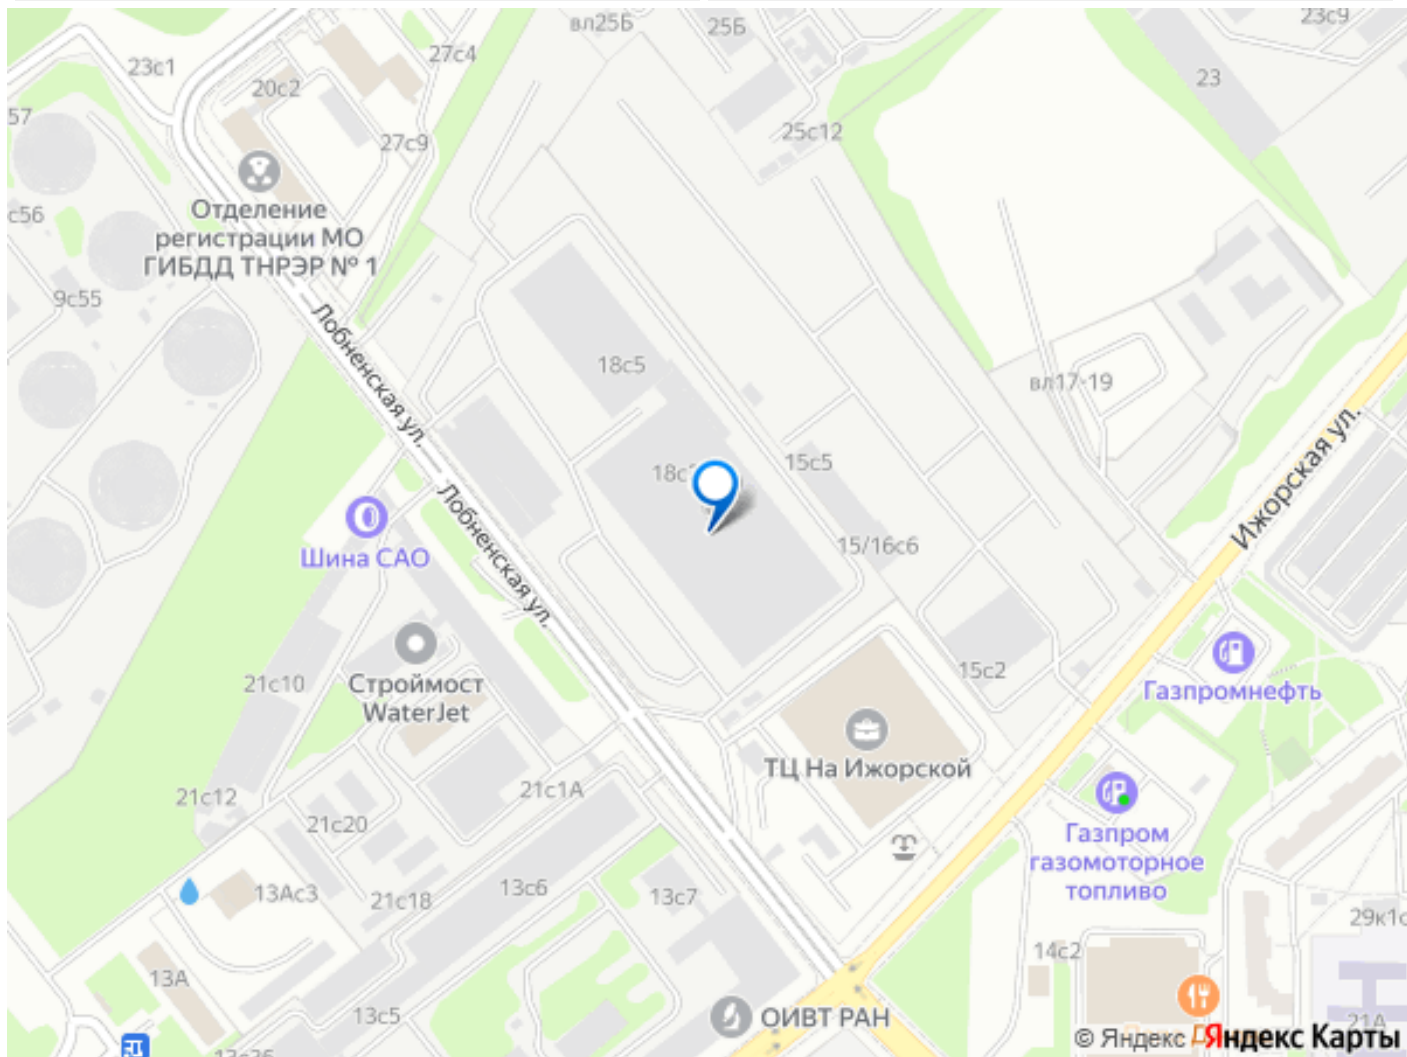 вл25Б
25Б
23с9
27с4
23с1
20с2
23
57
25с12
27с9
с56
Отделение
регистрации МО
ГИБДД ТНРЭР № 1
9с55
Лобненская ул.
18с5
вл17-19
Ижорская ул.
15с5
18с
Лобненская ул.
Шина САО
15/16с6
21с10
Строймост
WaterJet
15с2
Газпромнефть
ТЦ На Ижорской
21с12
21с1А
21с20
Газпром
газомоторное
топливо
13Ас3
21с18
13с6
13с7
29к1с
14с2
13А
13с5
ОИВТ РАН
21А
© Яндекс
Яндекс Карты